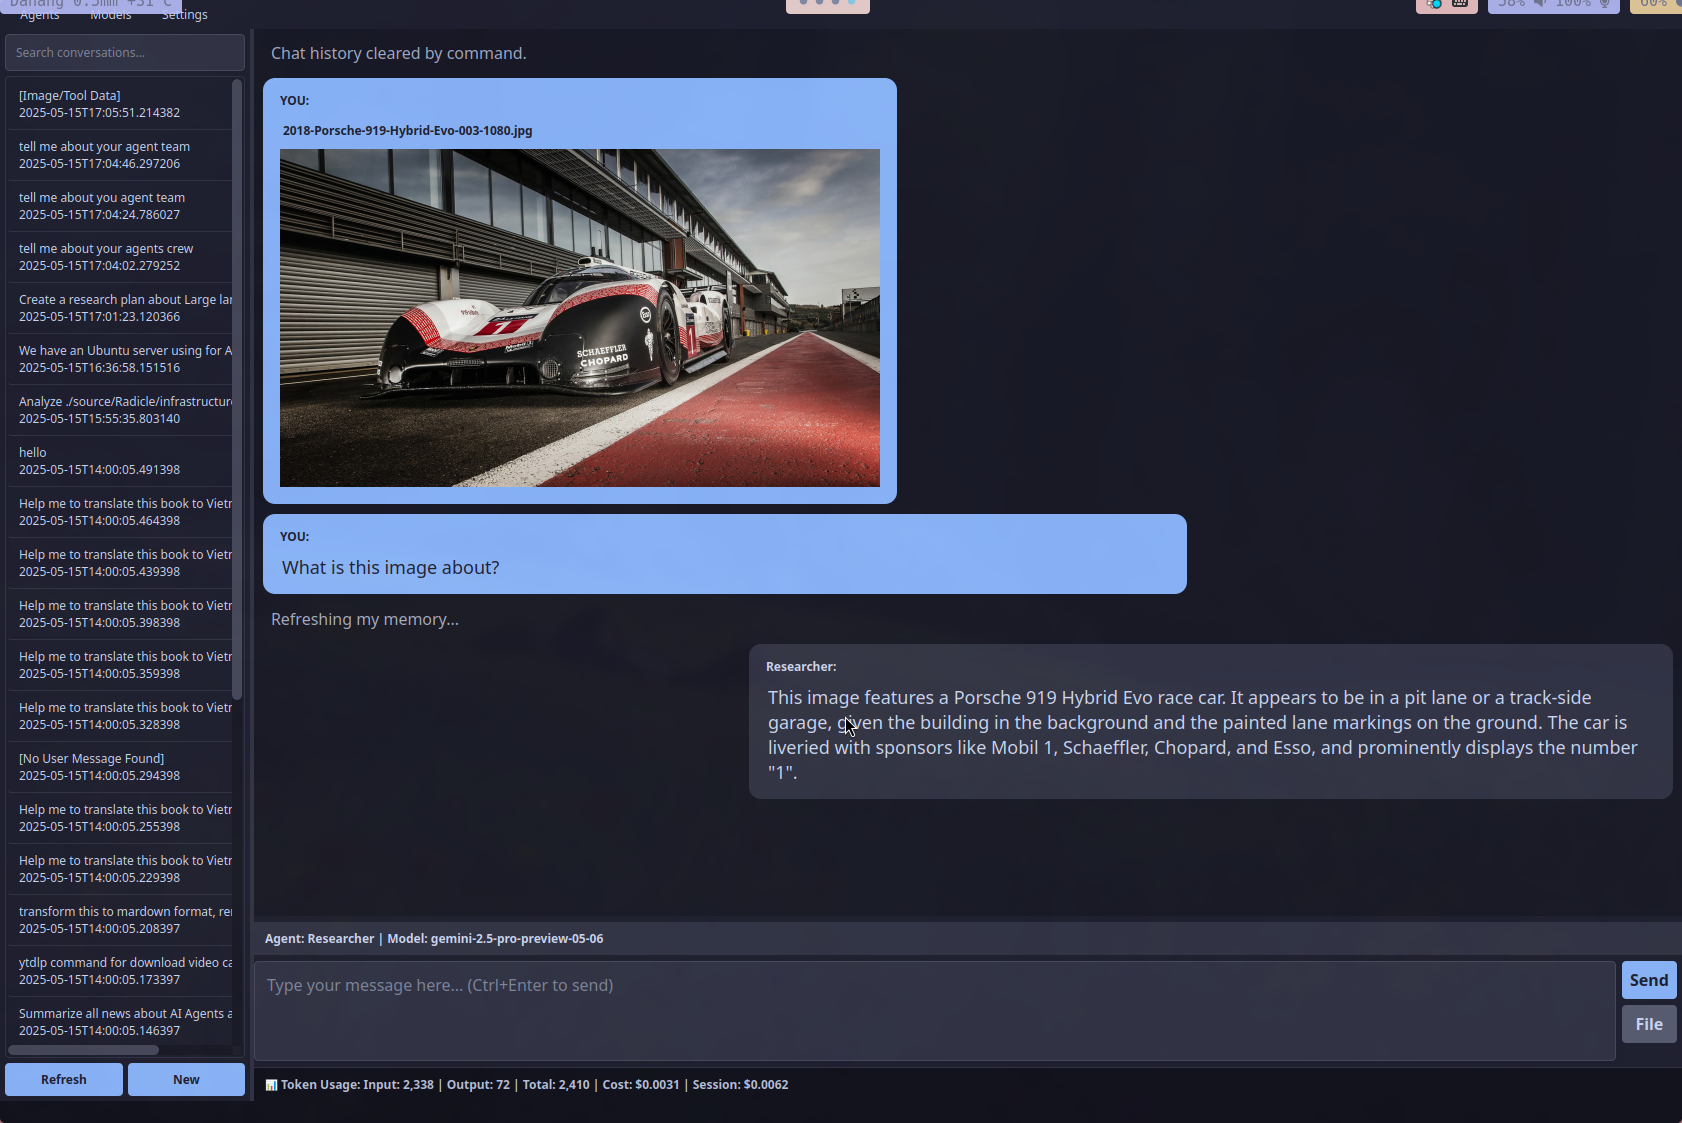 Danang 0.5mm +31°C
58%
100%
60%
Agents
Models
Settings
Search conversations...
[Image/Tool Data]
2025-05-15T17:05:51.214382
tell me about your agent team
2025-05-15T17:04:46.297206
tell me about you agent team
2025-05-15T17:04:24.786027
tell me about your agents crew
2025-05-15T17:04:02.279252
Create a research plan about Large lan
2025-05-15T17:01:23.120366
We have an Ubuntu server using for A
2025-05-15T16:36:58.151516
Analyze ./source/Radicle/infrastructure
2025-05-15T15:55:35.803140
hello
2025-05-15T14:00:05.491398
Help me to translate this book to Vietr
2025-05-15T14:00:05.464398
Help me to translate this book to Vietr
2025-05-15T14:00:05.439398
Help me to translate this book to Vietr
2025-05-15T14:00:05.398398
Help me to translate this book to Vietr
2025-05-15T14:00:05.359398
Help me to translate this book to Vietr
2025-05-15T14:00:05.328398
[No User Message Found]
2025-05-15T14:00:05.294398
Help me to translate this book to Vietr
2025-05-15T14:00:05.255398
Help me to translate this book to Vietr
2025-05-15T14:00:05.229398
transform this to mardown format, rer
2025-05-15T14:00:05.208397
ytdlp command for download video ca
2025-05-15T14:00:05.173397
Summarize all news about AI Agents a
2025-05-15T14:00:05.146397
Refresh
New
Chat history cleared by command.
YOU:
2018-Porsche-919-Hybrid-Evo-003-1080.jpg
1
SCHAEFFLER
CHOPARD
YOU:
What is this image about?
Refreshing my memory...
Researcher:
This image features a Porsche 919 Hybrid Evo race car. It appears to be in a pit lane or a track-side
garage, given the building in the background and the painted lane markings on the ground. The car is
liveried with sponsors like Mobil 1, Schaeffler, Chopard, and Esso, and prominently displays the number
"1".
Agent: Researcher | Model: gemini-2.5-pro-preview-05-06
Type your message here... (Ctrl+Enter to send)
Send
File
Token Usage: Input: 2,338 | Output: 72 | Total: 2,410 | Cost: $0.0031 | Session: $0.0062